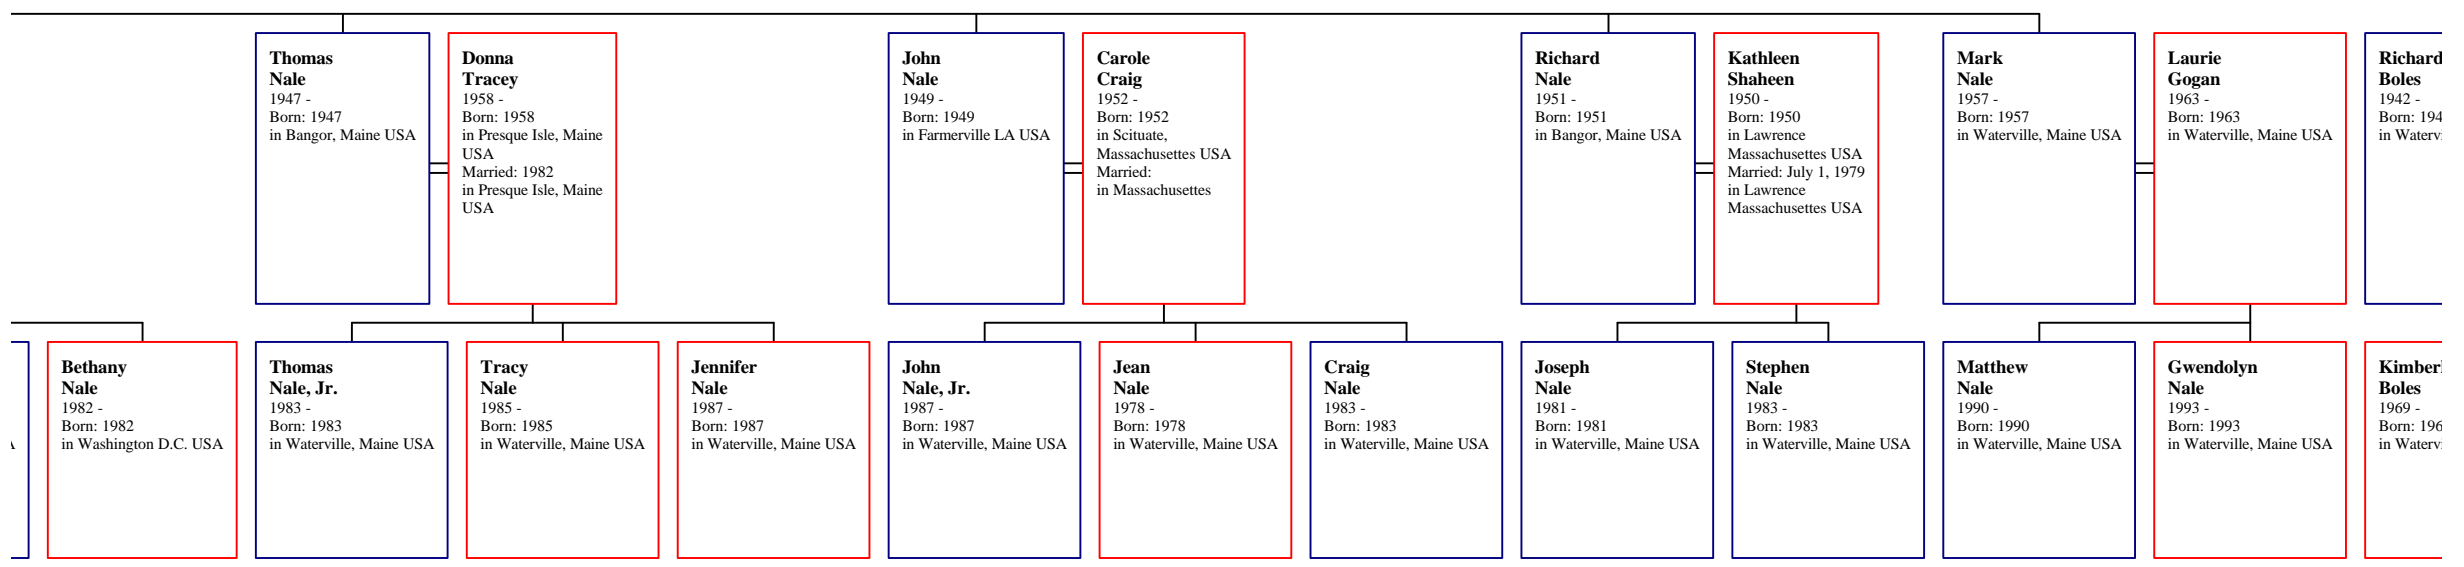 Thomas
Nale
1947 -
Born: 1947
in Bangor, Maine USA
Donna
Tracey
1958 -
Born: 1958
in Presque Isle, Maine
USA
Married: 1982
in Presque Isle, Maine
USA
John
Nale
1949 -
Born: 1949
in Farmerville LA USA
Carole
Craig
1952 -
Born: 1952
in Scituate,
Massachusettes USA
Married:
in Massachusettes
Richard
Nale
1951 -
Born: 1951
in Bangor, Maine USA
Kathleen
Shaheen
1950 -
Born: 1950
in Lawrence
Massachusettes USA
Married: July 1, 1979
in Lawrence
Massachusettes USA
Mark
Nale
1957 -
Born: 1957
in Waterville, Maine USA
Laurie
Gogan
1963 -
Born: 1963
in Waterville, Maine USA
Richard
Boles
1942 -
Born: 194
in Waterv
Bethany
Nale
1982 -
Born: 1982
in Washington D.C. USA
Thomas
Nale, Jr.
1983 -
Born: 1983
in Waterville, Maine USA
Tracy
Nale
1985 -
Born: 1985
in Waterville, Maine USA
Jennifer
Nale
1987 -
Born: 1987
in Waterville, Maine USA
John
Nale, Jr.
1987 -
Born: 1987
in Waterville, Maine USA
Jean
Nale
1978 -
Born: 1978
in Waterville, Maine USA
Craig
Nale
1983 -
Born: 1983
in Waterville, Maine USA
Joseph
Nale
1981 -
Born: 1981
in Waterville, Maine USA
Stephen
Nale
1983 -
Born: 1983
in Waterville, Maine USA
Matthew
Nale
1990 -
Born: 1990
in Waterville, Maine USA
Gwendolyn
Nale
1993 -
Born: 1993
in Waterville, Maine USA
Kimber
Boles
1969 -
Born: 196
in Waterv